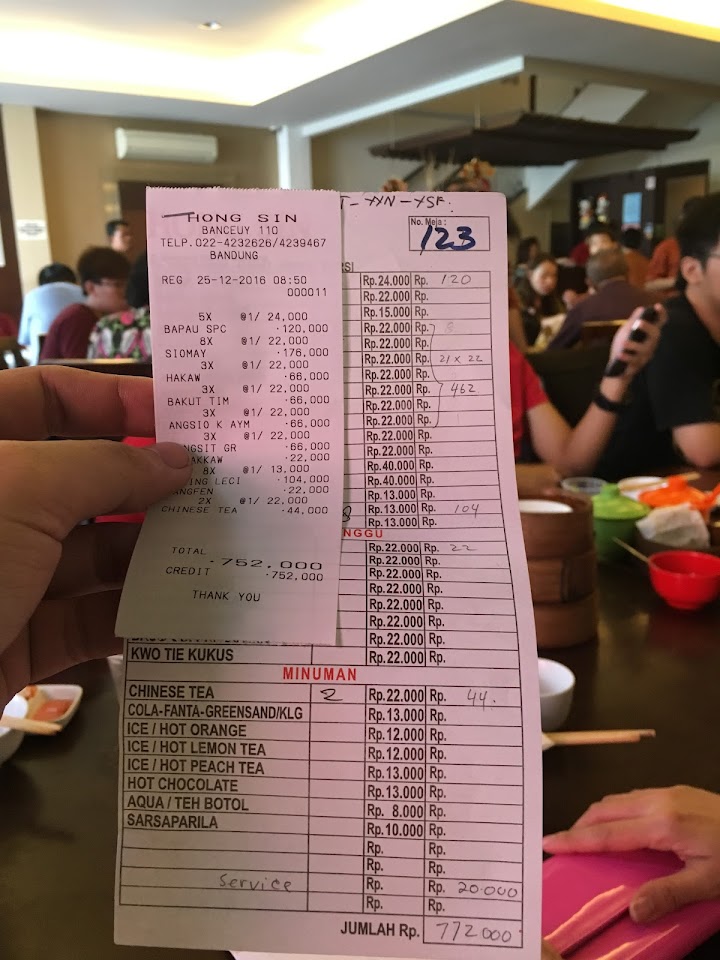 HONG SIN
BANCEUY 110
TELP.022-4232626/4239467
BANDUNG
REG 25-12-2016 08:50
000011
5X @1/ 24,000
BAPAU SPC ·120,000
8X @1/ 22,000
SIOMAY ·176,000
3X @1/ 22,000
HAKAW ·66,000
3X @1/ 22,000
BAKUT TIM ·66,000
3X @1/ 22,000
ANGSIO K AYM ·66,000
3X @1/ 22,000
GR ·66,000
·22,000
8X @1/ 13,000
LECI ·104,000
·22,000
2X @1/ 22,000
CHINESE TEA ·44,000
TOTAL ·752,000
CREDIT ·752,000
THANK YOU
No. Meja :
123
Rp.24.000 Rp. 120
Rp.22.000 Rp.
Rp.15.000 Rp.
Rp.22.000 Rp.
Rp.22.000 Rp.
Rp.22.000 Rp. 21 x 22
Rp.22.000 Rp.
Rp.22.000 Rp. 462
Rp.22.000 Rp.
Rp.22.000 Rp.
Rp.22.000 Rp.
Rp.22.000 Rp.
Rp.40.000 Rp.
Rp.40.000 Rp.
Rp.13.000 Rp.
8 Rp.13.000 Rp. 104
Rp.13.000 Rp.
NGGU
Rp.22.000 Rp. 22
Rp.22.000 Rp.
Rp.22.000 Rp.
Rp.22.000 Rp.
Rp.22.000 Rp.
Rp.22.000 Rp.
Rp.22.000 Rp.
KWO TIE KUKUS Rp.22.000 Rp.
MINUMAN
CHINESE TEA 2 Rp.22.000 Rp. 44.
COLA-FANTA-GREENSAND/KLG Rp.13.000 Rp.
ICE / HOT ORANGE Rp.12.000 Rp.
ICE / HOT LEMON TEA Rp.12.000 Rp.
ICE / HOT PEACH TEA Rp.13.000 Rp.
HOT CHOCOLATE Rp.13.000 Rp.
AQUA / TEH BOTOL Rp. 8.000 Rp.
SARSAPARILA Rp.10.000 Rp.
Rp. Rp.
Rp. Rp.
Service Rp. Rp. 20.000
Rp. Rp.
JUMLAH Rp. 772000